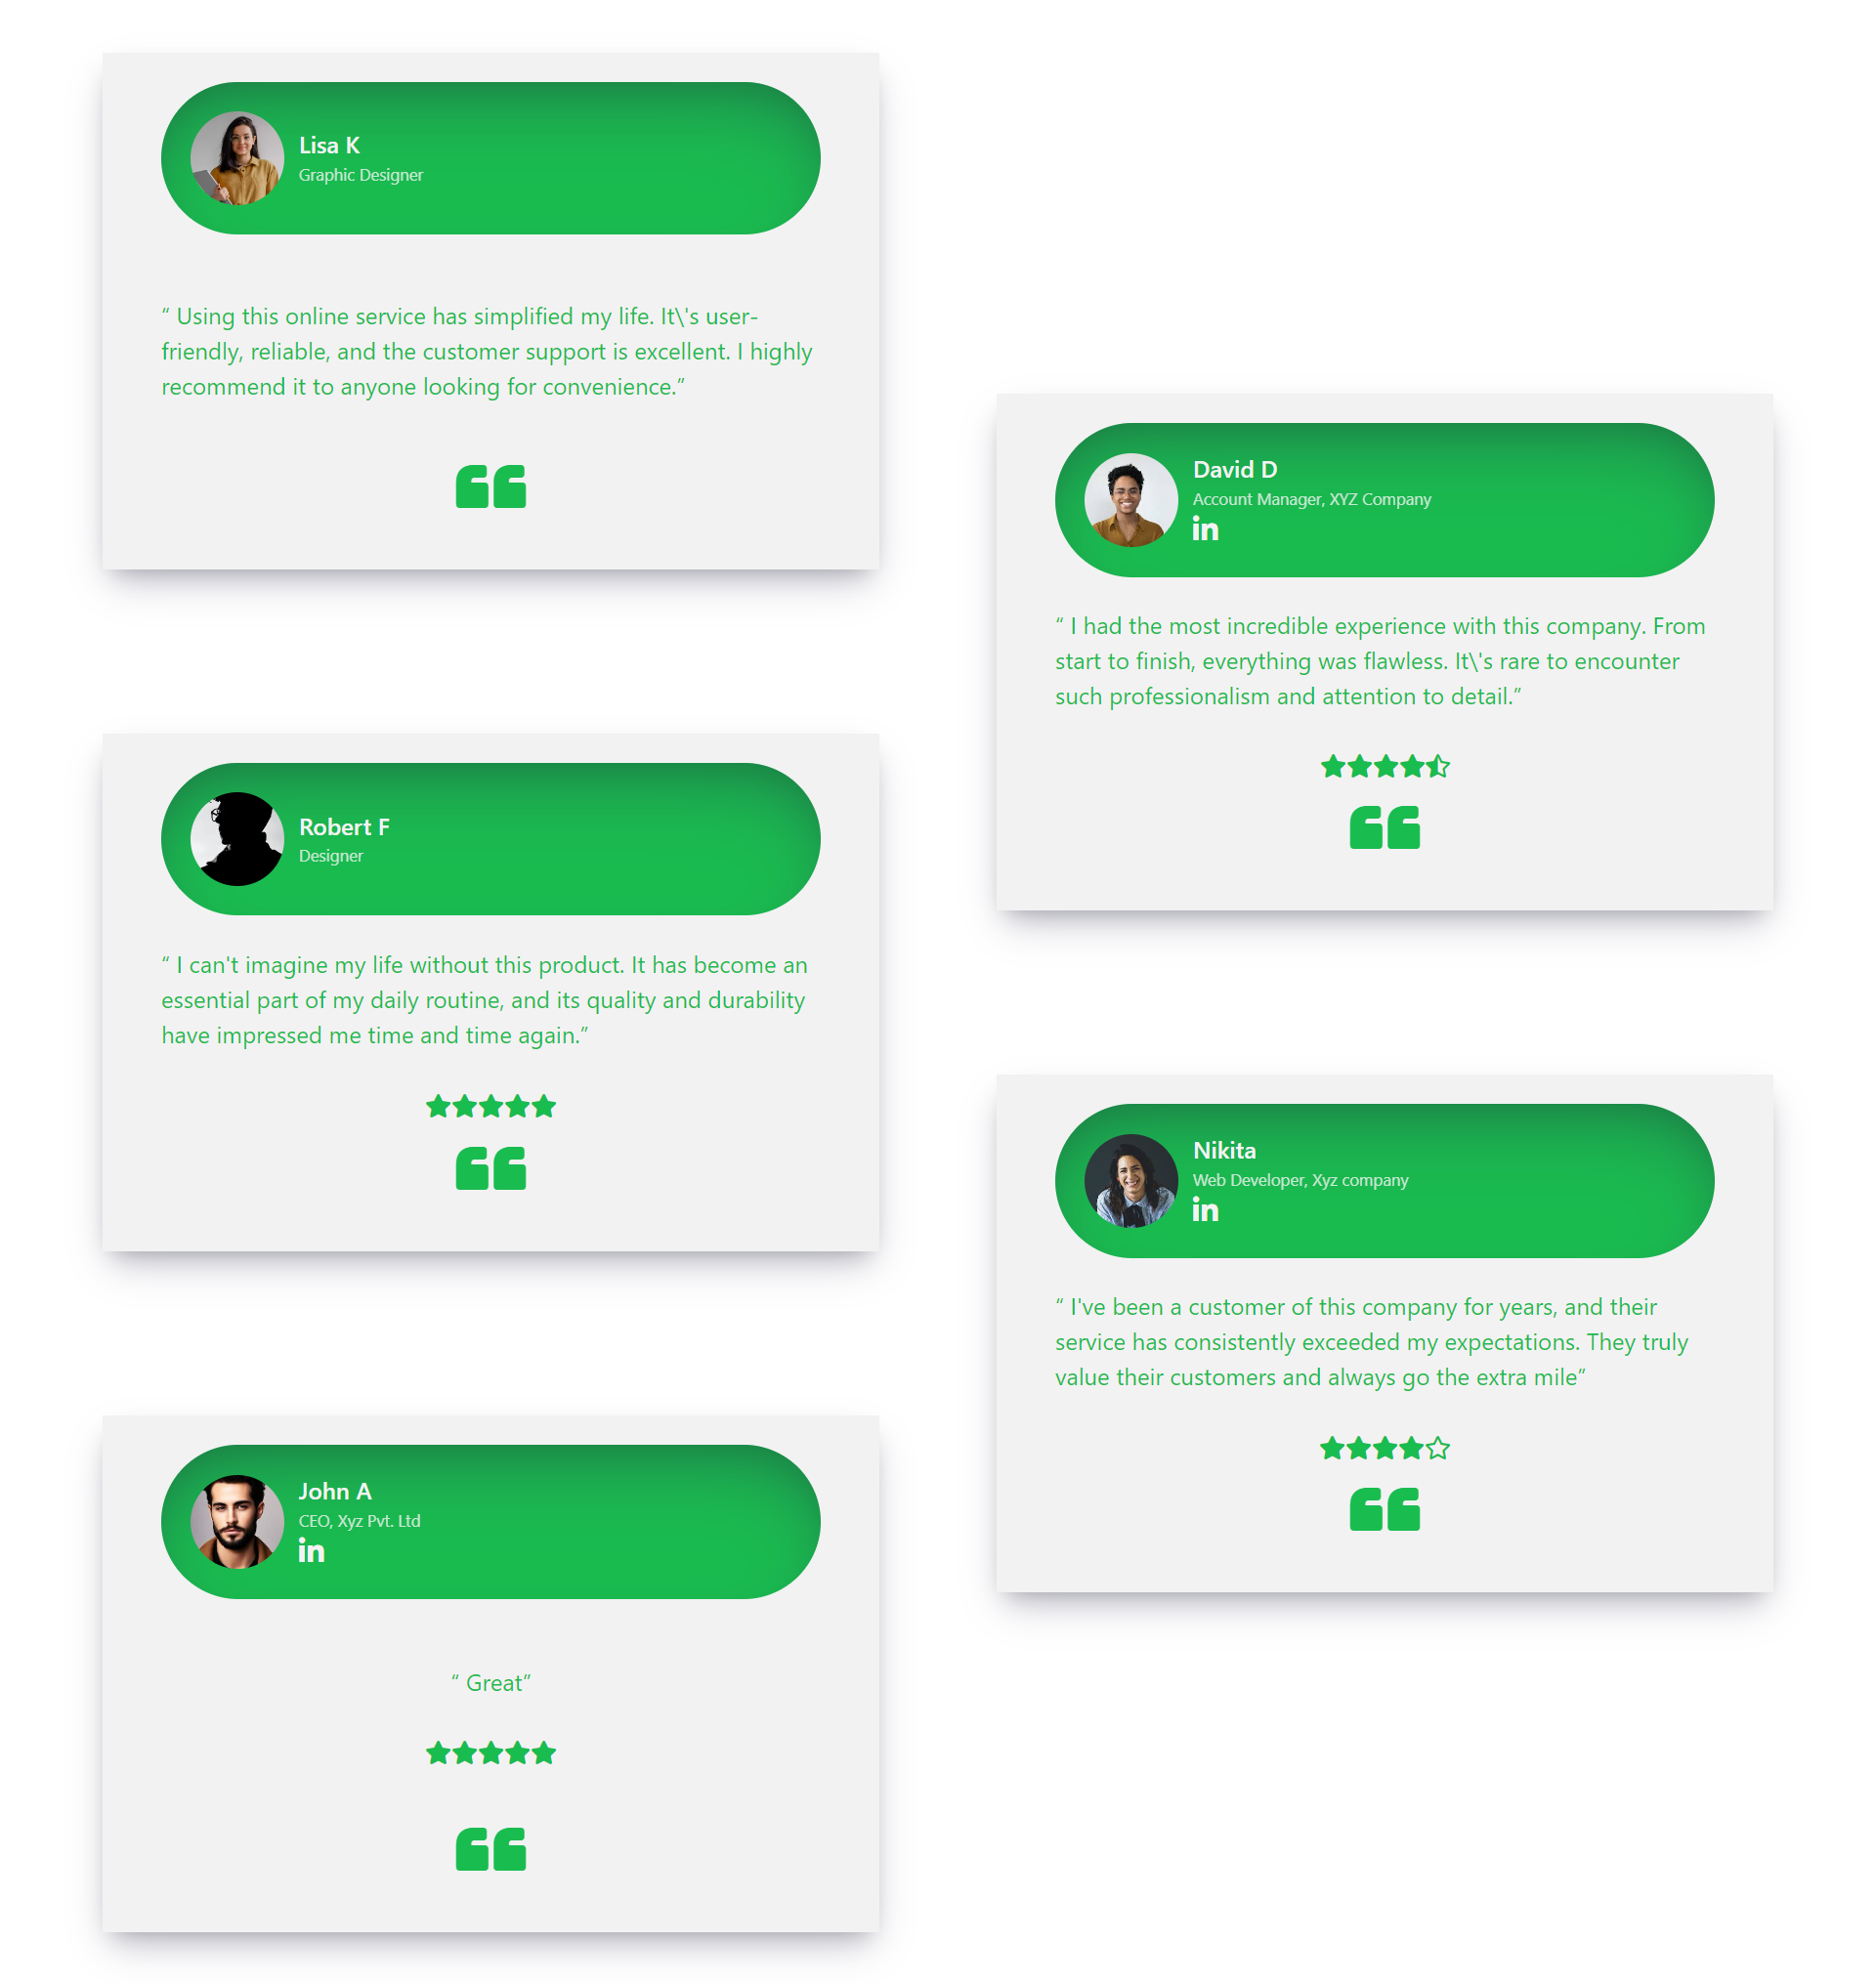 Lisa K
Graphic Designer
“ Using this online service has simplified my life. It\'s user-
friendly, reliable, and the customer support is excellent. I highly
recommend it to anyone looking for convenience.”
David D
Account Manager, XYZ Company
in
“ I had the most incredible experience with this company. From
start to finish, everything was flawless. It\'s rare to encounter
such professionalism and attention to detail.”
Robert F
Designer
“ I can't imagine my life without this product. It has become an
essential part of my daily routine, and its quality and durability
have impressed me time and time again.”
Nikita
Web Developer, Xyz company
in
“ I've been a customer of this company for years, and their
service has consistently exceeded my expectations. They truly
value their customers and always go the extra mile”
John A
CEO, Xyz Pvt. Ltd
in
“ Great”